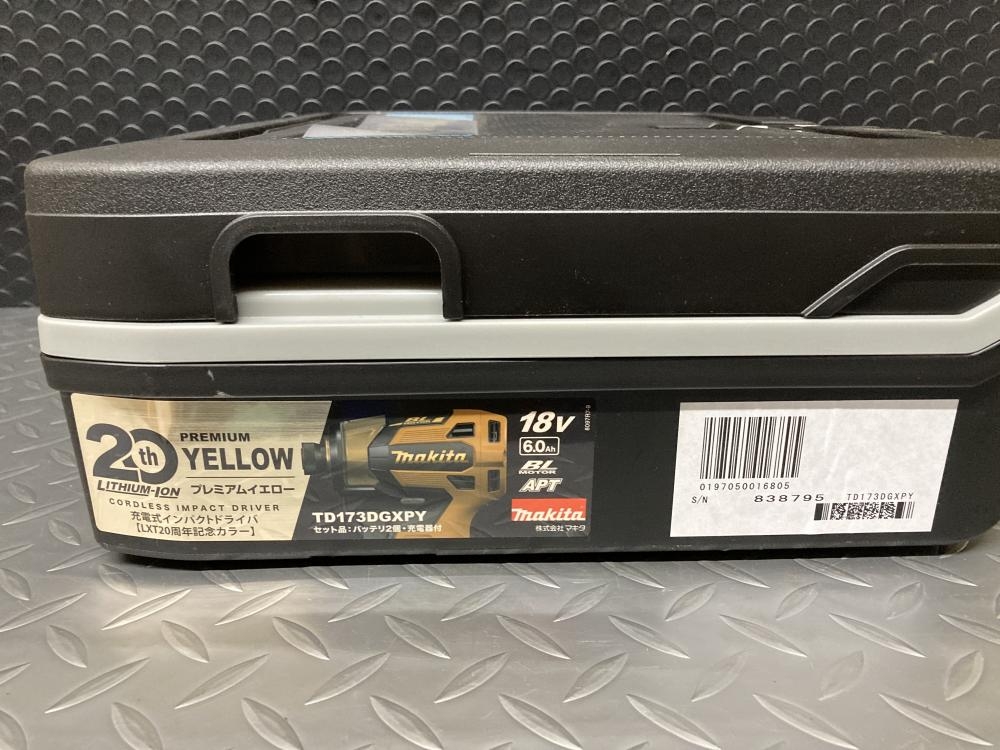 20th
LITHIUM-ION
PREMIUM
YELLOW
プレミアムイエロー
CORDLESS IMPACT DRIVER
充電式インパクトドライバ
【LXT20周年記念カラー】
BL
makita
TD173DGXPY
セット品:バッテリ2個・充電器付
18V
6.0Ah
BL
MOTOR
APT
makita
株式会社マキタ
0197050016805
S/N 838795 TD173DGXPY